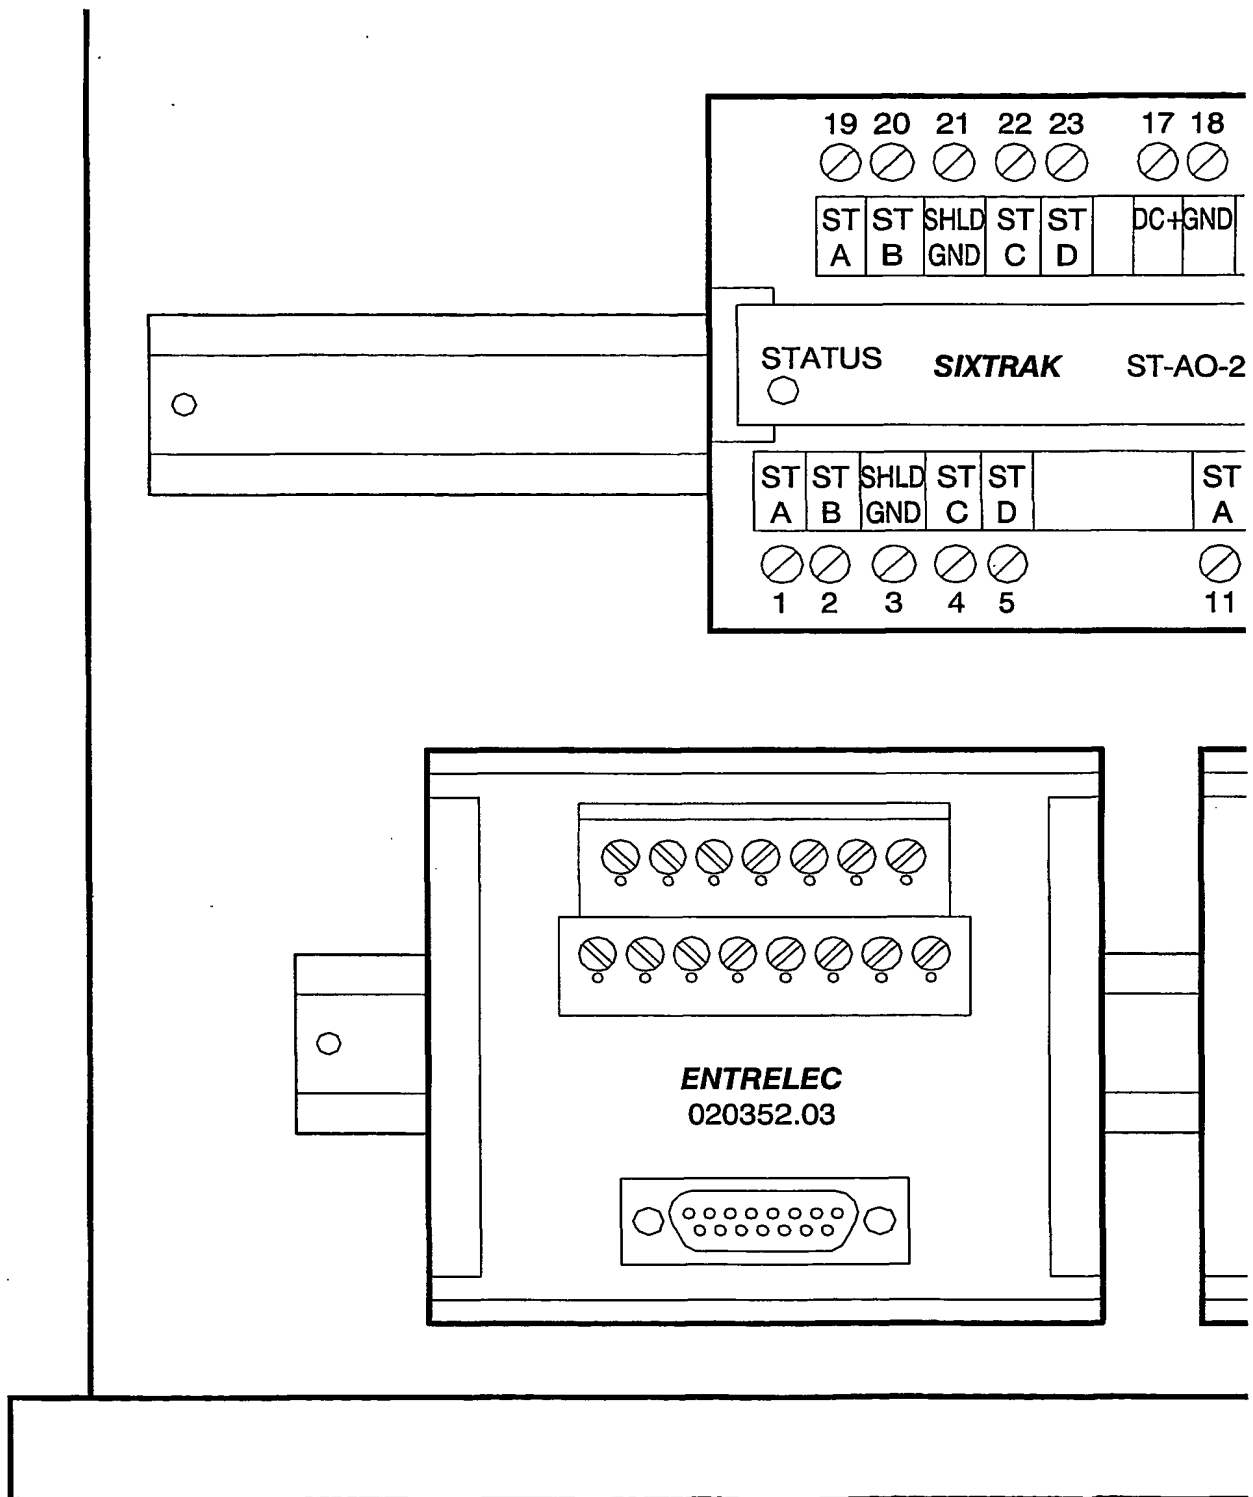 19 20 21 22 23 17 18
ST ST SHLD ST ST DC+ GND
A B GND C D
STATUS SIXTRAK ST-AO-2
ST ST SHLD ST ST ST
A B GND C D A
1 2 3 4 5 11
ENTRELEC
020352.03